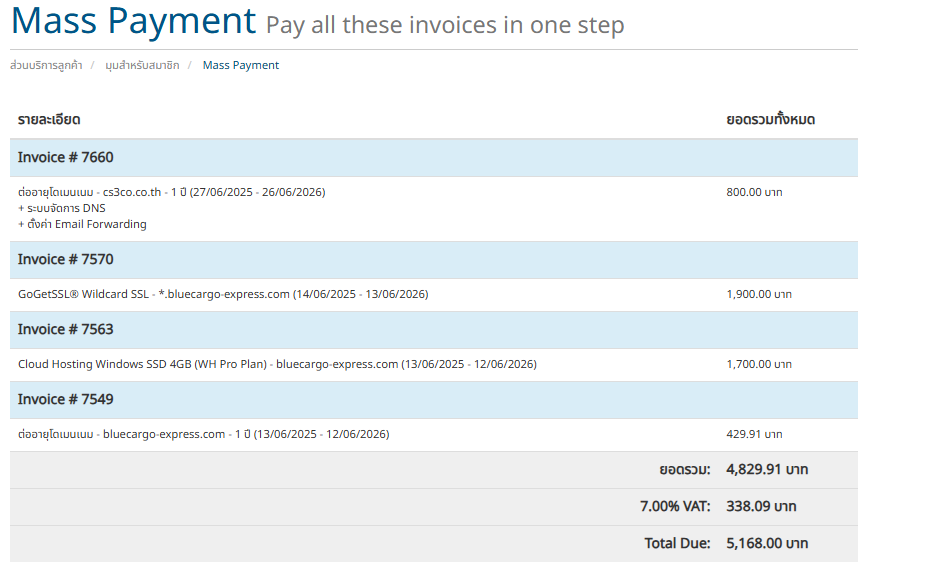 Mass Payment Pay all these invoices in one step
ส่วนบริการลูกค้า / มุมสำหรับสมาชิก / Mass Payment
รายละเอียด ยอดรวมทั้งหมด
Invoice # 7660
ต่ออายุโดเมนเนม - cs3co.co.th - 1 ปี (27/06/2025 - 26/06/2026) 800.00 บาท
+ ระบบจัดการ DNS
+ ตั้งค่า Email Forwarding
Invoice # 7570
GoGetSSL® Wildcard SSL - *.bluecargo-express.com (14/06/2025 - 13/06/2026) 1,900.00 บาท
Invoice # 7563
Cloud Hosting Windows SSD 4GB (WH Pro Plan) - bluecargo-express.com (13/06/2025 - 12/06/2026) 1,700.00 บาท
Invoice # 7549
ต่ออายุโดเมนเนม - bluecargo-express.com - 1 ปี (13/06/2025 - 12/06/2026) 429.91 บาท
ยอดรวม: 4,829.91 บาท
7.00% VAT: 338.09 บาท
Total Due: 5,168.00 บาท